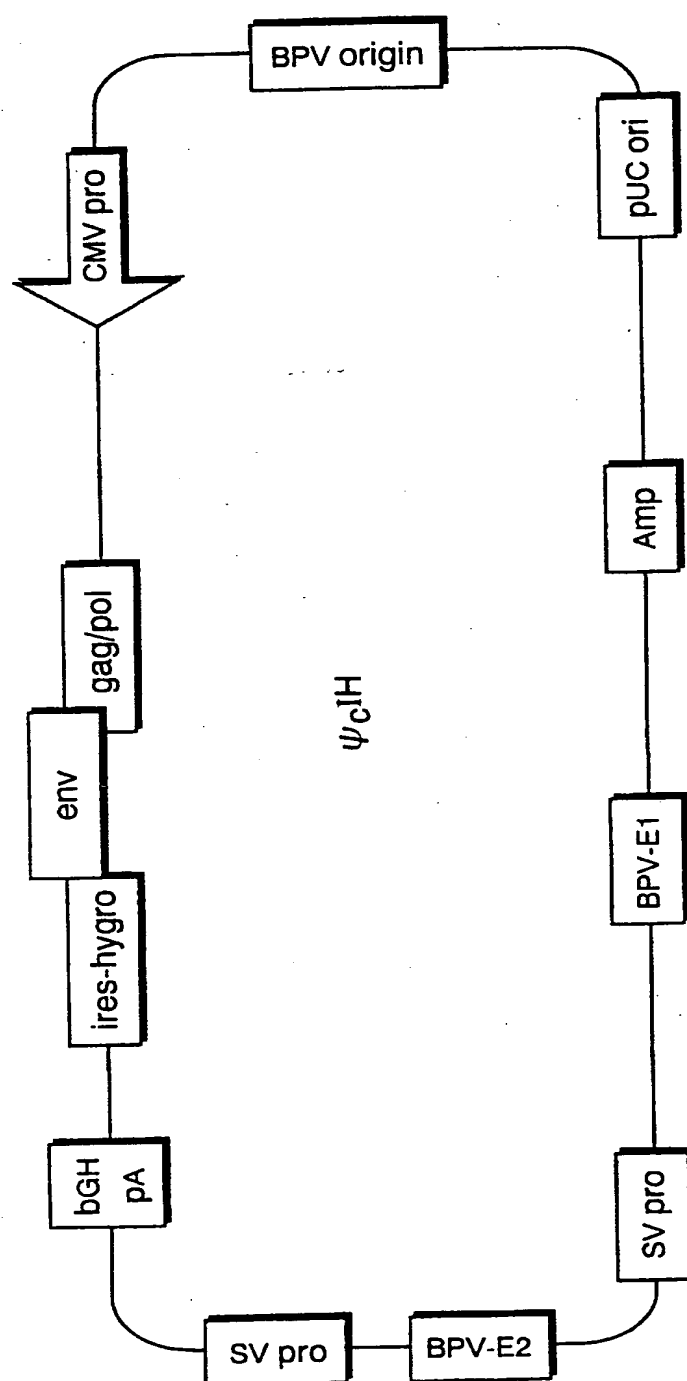 BPV origin
CMV pro
gag/pol
env
ires-hygro
bGH
pA
SV pro
BPV-E2
SV pro
BPV-E1
Amp
pUC ori
ψCIH